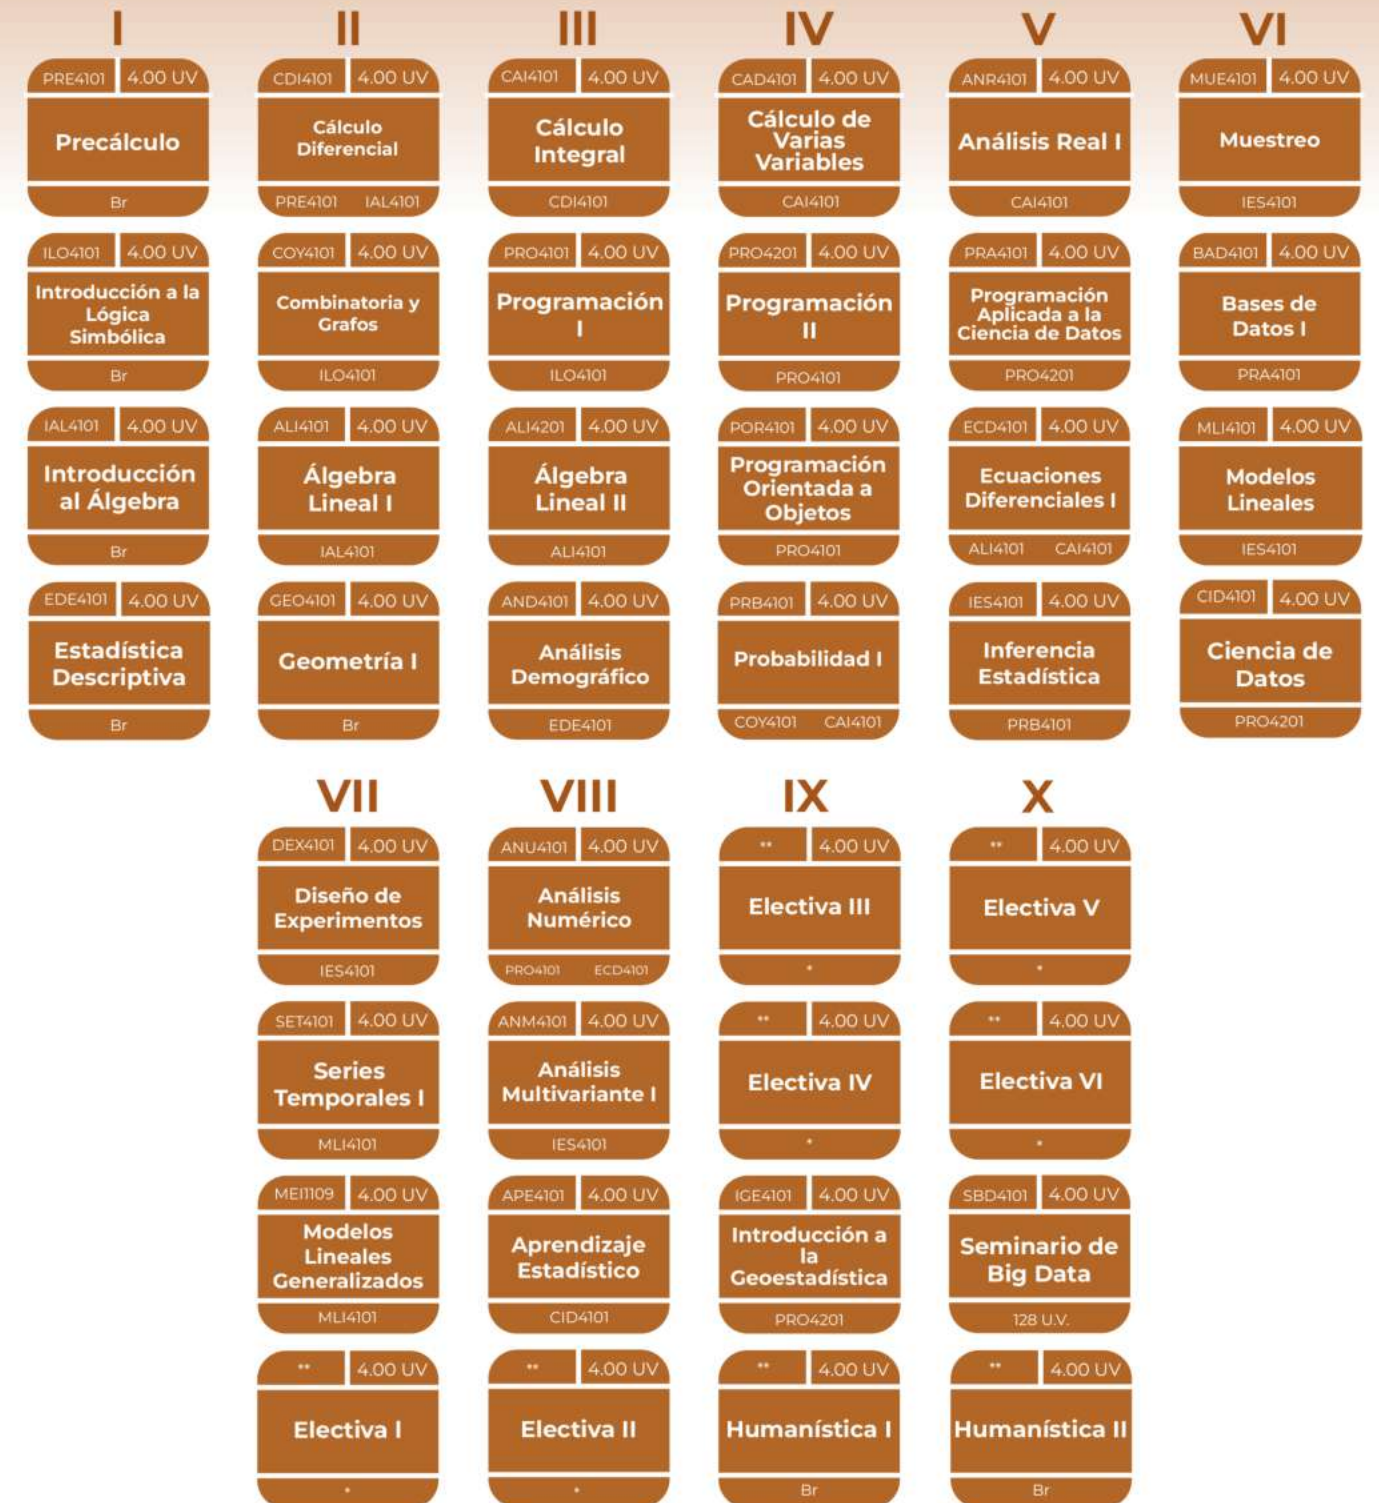 I
II
III
IV
V
VI
PRE4101 4.00 UV
Precálculo
Br
CDI4101 4.00 UV
Cálculo
Diferencial
PRE4101 IAL4101
CAI4101 4.00 UV
Cálculo
Integral
CDI4101
CAD4101 4.00 UV
Cálculo de
Varias
Variables
CAI4101
ANR4101 4.00 UV
Análisis Real I
CAI4101
MUE4101 4.00 UV
Muestreo
IES4101
ILO4101 4.00 UV
Introducción a la
Lógica
Simbólica
Br
COY4101 4.00 UV
Combinatoria y
Grafos
ILO4101
PRO4101 4.00 UV
Programación
I
ILO4101
PRO4201 4.00 UV
Programación
II
PRO4101
PRA4101 4.00 UV
Programación
Aplicada a la
Ciencia de Datos
PRO4201
BAD4101 4.00 UV
Bases de
Datos I
PRA4101
IAL4101 4.00 UV
Introducción
al Álgebra
Br
ALI4101 4.00 UV
Álgebra
Lineal I
IAL4101
ALI4201 4.00 UV
Álgebra
Lineal II
ALI4101
POR4101 4.00 UV
Programación
Orientada a
Objetos
PRO4101
ECD4101 4.00 UV
Ecuaciones
Diferenciales I
ALI4101 CAI4101
MLI4101 4.00 UV
Modelos
Lineales
IES4101
EDE4101 4.00 UV
Estadística
Descriptiva
Br
GEO4101 4.00 UV
Geometría I
Br
AND4101 4.00 UV
Análisis
Demográfico
EDE4101
PRB4101 4.00 UV
Probabilidad I
COY4101 CAI4101
IES4101 4.00 UV
Inferencia
Estadística
PRB4101
CID4101 4.00 UV
Ciencia de
Datos
PRO4201
VII
VIII
IX
X
DEX4101 4.00 UV
Diseño de
Experimentos
IES4101
ANU4101 4.00 UV
Análisis
Numérico
PRO4101 ECD4101
** 4.00 UV
Electiva III
*
** 4.00 UV
Electiva V
*
SET4101 4.00 UV
Series
Temporales I
MLI4101
ANM4101 4.00 UV
Análisis
Multivariante I
IES4101
** 4.00 UV
Electiva IV
*
** 4.00 UV
Electiva VI
*
MEI1109 4.00 UV
Modelos
Lineales
Generalizados
MLI4101
APE4101 4.00 UV
Aprendizaje
Estadístico
CID4101
IGE4101 4.00 UV
Introducción a
la
Geoestadística
PRO4201
SBD4101 4.00 UV
Seminario de
Big Data
128 U.V.
** 4.00 UV
Electiva I
*
** 4.00 UV
Electiva II
*
** 4.00 UV
Humanística I
Br
** 4.00 UV
Humanística II
Br